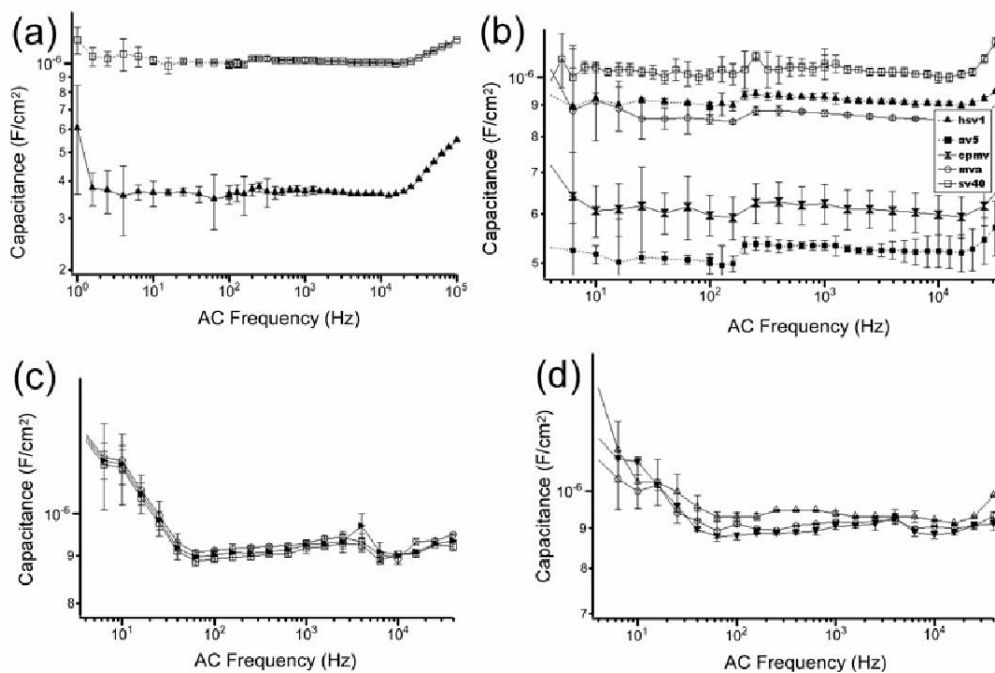 (a)
Capacitance (F/cm²)
10⁻⁶
9
8
7
6
5
4
3
2
10⁰ 10¹ 10² 10³ 10⁴ 10⁵
AC Frequency (Hz)
(b)
Capacitance (F/cm²)
10⁻⁶
9
8
7
6
5
hsv1
av5
cpmv
mva
sv40
10¹ 10² 10³ 10⁴
AC Frequency (Hz)
(c)
Capacitance (F/cm²)
10⁻⁶
9
8
10¹ 10² 10³ 10⁴
AC Frequency (Hz)
(d)
Capacitance (F/cm²)
10⁻⁶
9
8
7
10¹ 10² 10³ 10⁴
AC Frequency (Hz)